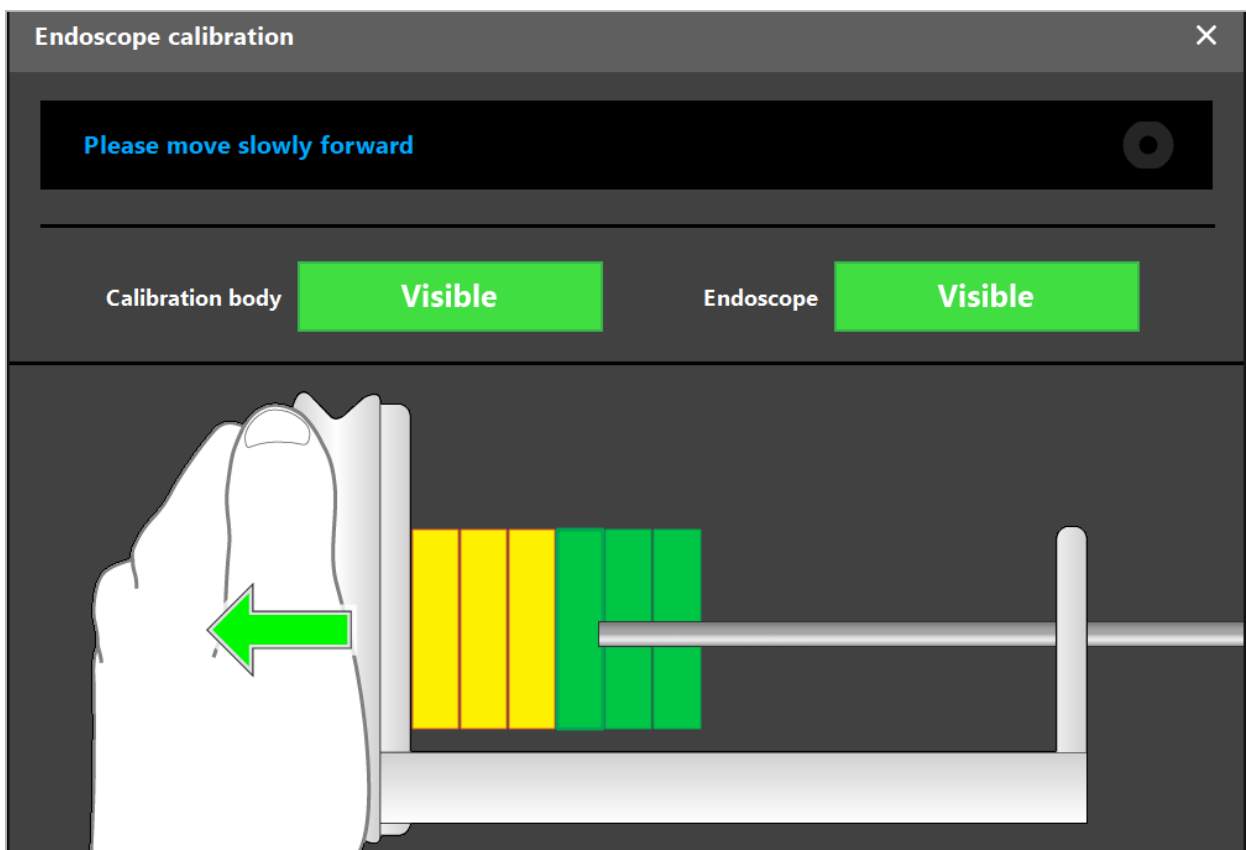 Endoscope calibration
Please move slowly forward
Calibration body Visible Endoscope Visible